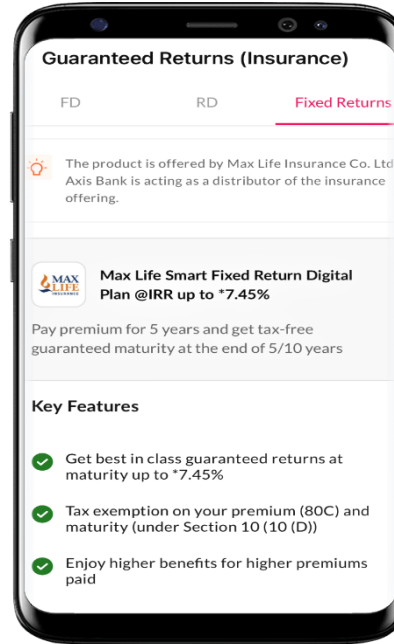 Guaranteed Returns (Insurance)
FD RD Fixed Returns
The product is offered by Max Life Insurance Co. Ltd
Axis Bank is acting as a distributor of the insurance
offering.
MAX
LIFE
INSURANCE
Max Life Smart Fixed Return Digital
Plan @IRR up to *7.45%
Pay premium for 5 years and get tax-free
guaranteed maturity at the end of 5/10 years
Key Features
Get best in class guaranteed returns at
maturity up to *7.45%
Tax exemption on your premium (80C) and
maturity (under Section 10 (10 (D))
Enjoy higher benefits for higher premiums
paid